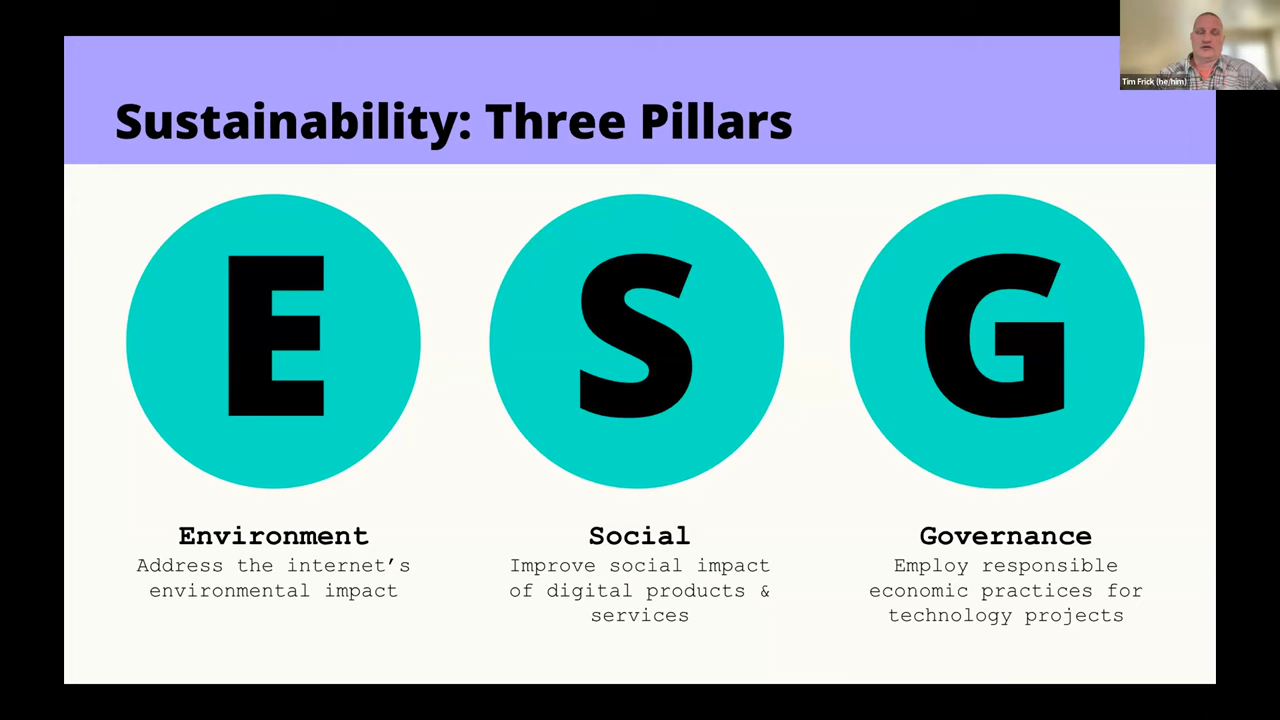 Tim Frick (he/him)
Sustainability: Three Pillars
E
S
G
Environment
Address the internet’s
environmental impact
Social
Improve social impact
of digital products &
services
Governance
Employ responsible
economic practices for
technology projects